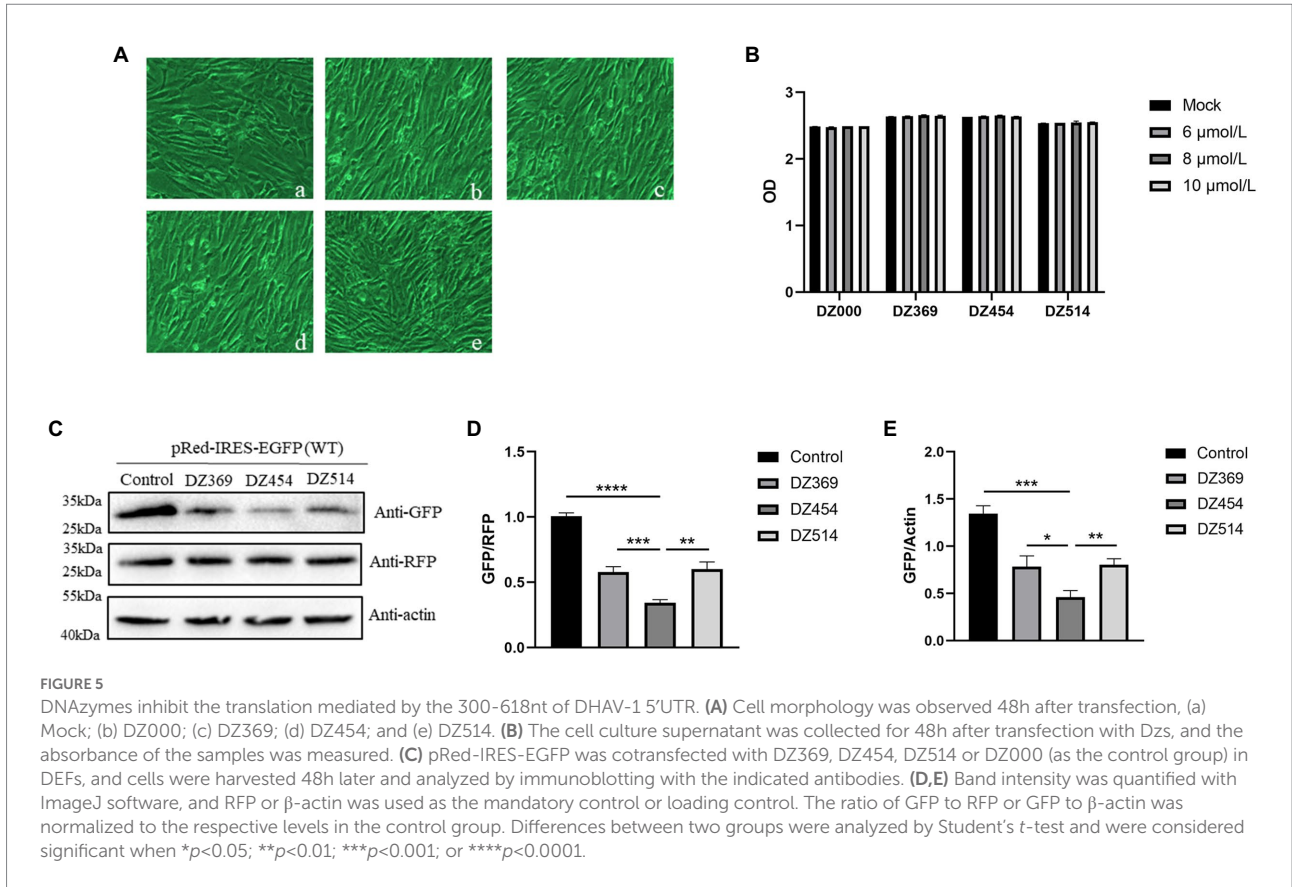 A
a
b
c
d
e
B
3
2
1
0
OD
DZ000 DZ369 DZ454 DZ514
Mock
6 µmol/L
8 µmol/L
10 µmol/L
C
pRed-IRES-EGFP(WT)
Control DZ369 DZ454 DZ514
35kDa
25kDa
Anti-GFP
35kDa
25kDa
Anti-RFP
55kDa
40kDa
Anti-actin
D
1.5
1.0
0.5
0.0
GFP/RFP
****
*** **
Control
DZ369
DZ454
DZ514
E
2.0
1.5
1.0
0.5
0.0
GFP/Actin
***
* **
Control
DZ369
DZ454
DZ514
FIGURE 5
DNAzymes inhibit the translation mediated by the 300-618nt of DHAV-1 5′UTR. (A) Cell morphology was observed 48h after transfection, (a)
Mock; (b) DZ000; (c) DZ369; (d) DZ454; and (e) DZ514. (B) The cell culture supernatant was collected for 48h after transfection with Dzs, and the
absorbance of the samples was measured. (C) pRed-IRES-EGFP was cotransfected with DZ369, DZ454, DZ514 or DZ000 (as the control group) in
DEFs, and cells were harvested 48h later and analyzed by immunoblotting with the indicated antibodies. (D,E) Band intensity was quantified with
ImageJ software, and RFP or β-actin was used as the mandatory control or loading control. The ratio of GFP to RFP or GFP to β-actin was
normalized to the respective levels in the control group. Differences between two groups were analyzed by Student's t-test and were considered
significant when *p<0.05; **p<0.01; ***p<0.001; or ****p<0.0001.